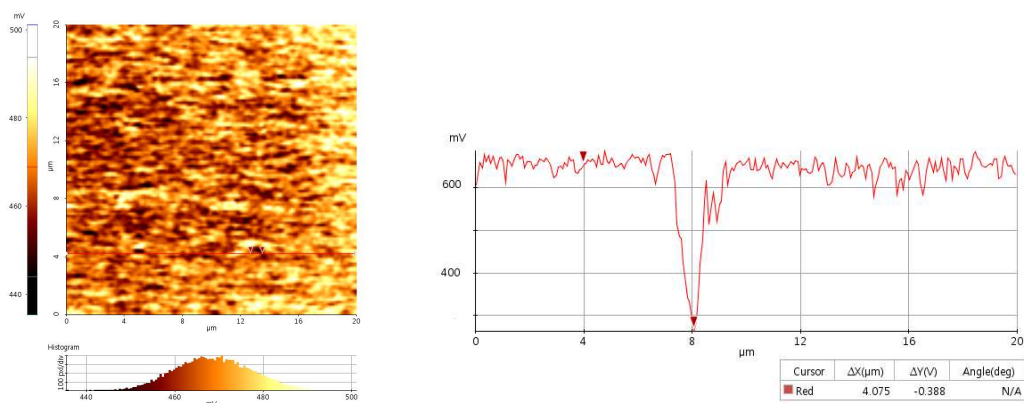 mV
500
480
460
440
20
16
12
8
4
0
μm
0 4 8 12 16 20
μm
Histogram
100 pxl/div
440 460 480 500
mV
mV
600
400
0 4 8 12 16 20
μm
Cursor ΔX(μm) ΔY(V) Angle(deg)
Red 4.075 -0.388 N/A